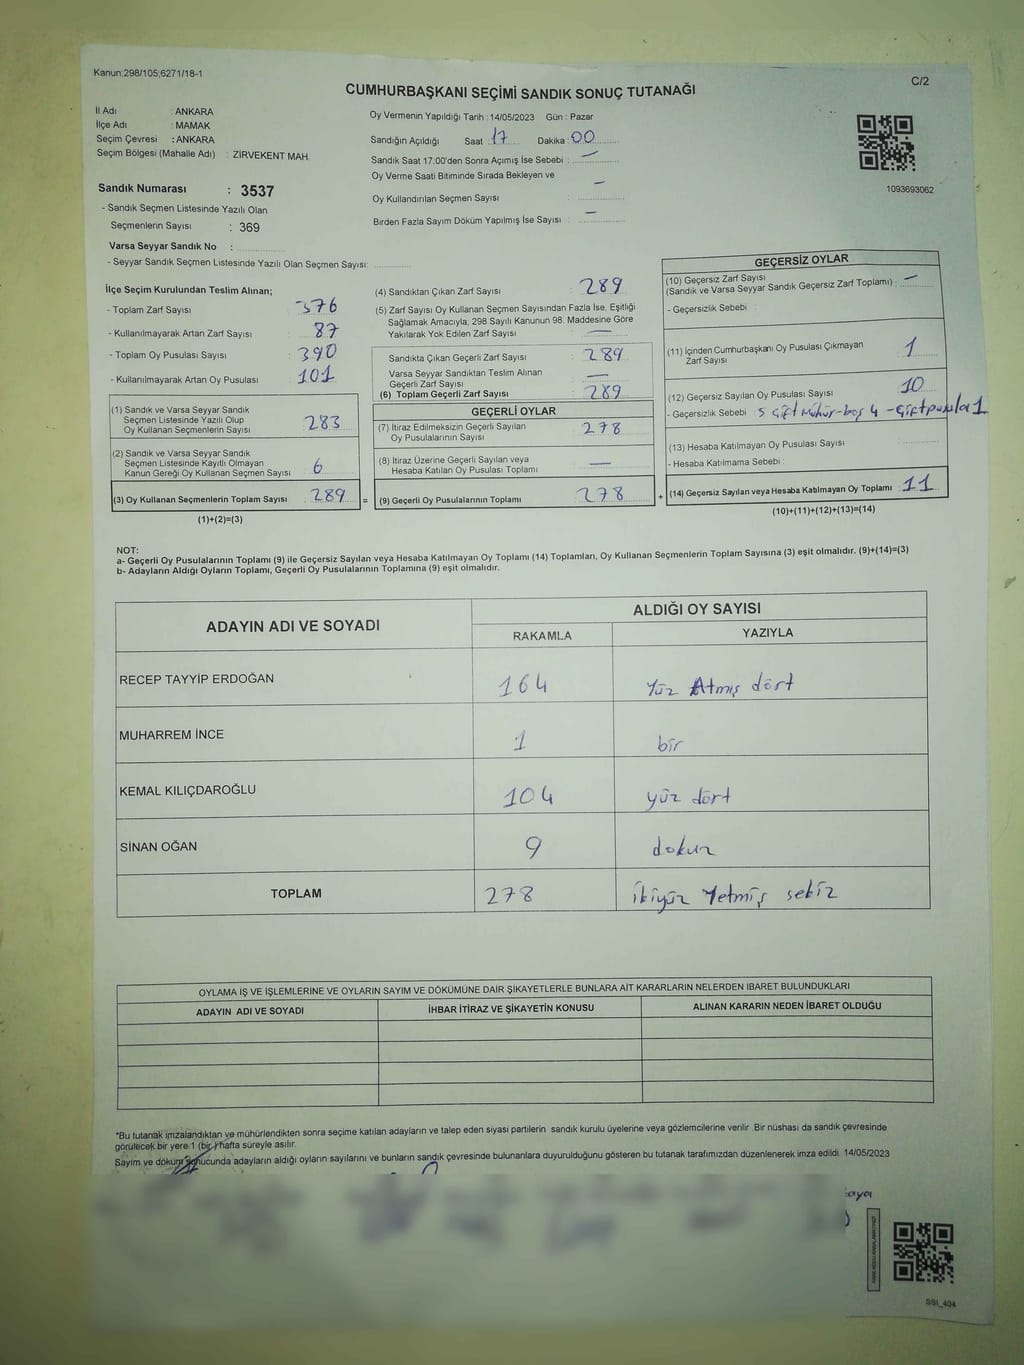 Kanun:298/105;6271/18-1
C/2
CUMHURBAŞKANI SEÇİMİ SANDIK SONUÇ TUTANAĞI
İl Adı : ANKARA
İlçe Adı : MAMAK
Seçim Çevresi : ANKARA
Seçim Bölgesi (Mahalle Adı) : ZİRVEKENT MAH.
Sandık Numarası : 3537
- Sandık Seçmen Listesinde Yazılı Olan
Seçmenlerin Sayısı : 369
Varsa Seyyar Sandık No :
- Seyyar Sandık Seçmen Listesinde Yazılı Olan Seçmen Sayısı:
Oy Vermenin Yapıldığı Tarih : 14/05/2023 Gün : Pazar
Sandığın Açıldığı Saat : 17 Dakika : 00
Sandık Saat 17:00'den Sonra Açımış İse Sebebi : —
Oy Verme Saati Bitiminde Sırada Bekleyen ve
Oy Kullandırılan Seçmen Sayısı : —
Birden Fazla Sayım Döküm Yapılmış İse Sayısı : —
1093693062
İlçe Seçim Kurulundan Teslim Alınan;
- Toplam Zarf Sayısı : 376
- Kullanılmayarak Artan Zarf Sayısı : 87
- Toplam Oy Pusulası Sayısı : 390
- Kullanılmayarak Artan Oy Pusulası : 101
(1) Sandık ve Varsa Seyyar Sandık
Seçmen Listesinde Yazılı Olup
Oy Kullanan Seçmenlerin Sayısı : 283
(2) Sandık ve Varsa Seyyar Sandık
Seçmen Listesinde Kayıtlı Olmayan
Kanun Gereği Oy Kullanan Seçmen Sayısı : 6
(3) Oy Kullanan Seçmenlerin Toplam Sayısı : 289 =
(1)+(2)=(3)
(4) Sandıktan Çıkan Zarf Sayısı : 289
(5) Zarf Sayısı Oy Kullanan Seçmen Sayısından Fazla İse, Eşitliği
Sağlamak Amacıyla, 298 Sayılı Kanunun 98. Maddesine Göre
Yakılarak Yok Edilen Zarf Sayısı : —
Sandıkta Çıkan Geçerli Zarf Sayısı : 289
Varsa Seyyar Sandıktan Teslim Alınan
Geçerli Zarf Sayısı : —
(6) Toplam Geçerli Zarf Sayısı : 289
GEÇERLİ OYLAR
(7) İtiraz Edilmeksizin Geçerli Sayılan
Oy Pusulalarının Sayısı : 278
(8) İtiraz Üzerine Geçerli Sayılan veya
Hesaba Katılan Oy Pusulası Toplamı : —
(9) Geçerli Oy Pusulalarının Toplamı : 278 +
GEÇERSİZ OYLAR
(10) Geçersiz Zarf Sayısı
(Sandık ve Varsa Seyyar Sandık Geçersiz Zarf Toplamı) : —
- Geçersizlik Sebebi :
(11) İçinden Cumhurbaşkanı Oy Pusulası Çıkmayan
Zarf Sayısı : 1
(12) Geçersiz Sayılan Oy Pusulası Sayısı : 10
- Geçersizlik Sebebi : 5 Çift Mühür-boş 4 -Çiftpusula 1
(13) Hesaba Katılmayan Oy Pusulası Sayısı :
- Hesaba Katılmama Sebebi :
(14) Geçersiz Sayılan veya Hesaba Katılmayan Oy Toplamı : 11
(10)+(11)+(12)+(13)=(14)
NOT:
a- Geçerli Oy Pusulalarının Toplamı (9) ile Geçersiz Sayılan veya Hesaba Katılmayan Oy Toplamı (14) Toplamları, Oy Kullanan Seçmenlerin Toplam Sayısına (3) eşit olmalıdır. (9)+(14)=(3)
b- Adayların Aldığı Oyların Toplamı, Geçerli Oy Pusulalarının Toplamına (9) eşit olmalıdır.
ADAYIN ADI VE SOYADI ALDIĞI OY SAYISI
RAKAMLA YAZIYLA
RECEP TAYYİP ERDOĞAN 164 Yüz Atmış dört
MUHARREM İNCE 1 bir
KEMAL KILIÇDAROĞLU 104 yüz dört
SİNAN OĞAN 9 dokuz
TOPLAM 278 ikiyüz Yetmiş sekiz
OYLAMA İŞ VE İŞLEMLERİNE VE OYLARIN SAYIM VE DÖKÜMÜNE DAİR ŞİKAYETLERLE BUNLARA AİT KARARLARIN NELERDEN İBARET BULUNDUKLARI
ADAYIN ADI VE SOYADI İHBAR İTİRAZ VE ŞİKAYETİN KONUSU ALINAN KARARIN NEDEN İBARET OLDUĞU
*Bu tutanak imzalandıktan ve mühürlendikten sonra seçime katılan adayların ve talep eden siyasi partilerin sandık kurulu üyelerine ve gözlemcilerine verilir. Bir nüshası da sandık çevresinde
görülecek bir yere 1 (bir) hafta süreyle asılır.
Sayım ve döküm sonucunda adayların aldığı oyların sayılarını ve bunların sandık çevresinde bulunanlara duyurulduğunu gösteren bu tutanak tarafımızdan düzenlenerek imza edildi. 14/05/2023
SSI_404